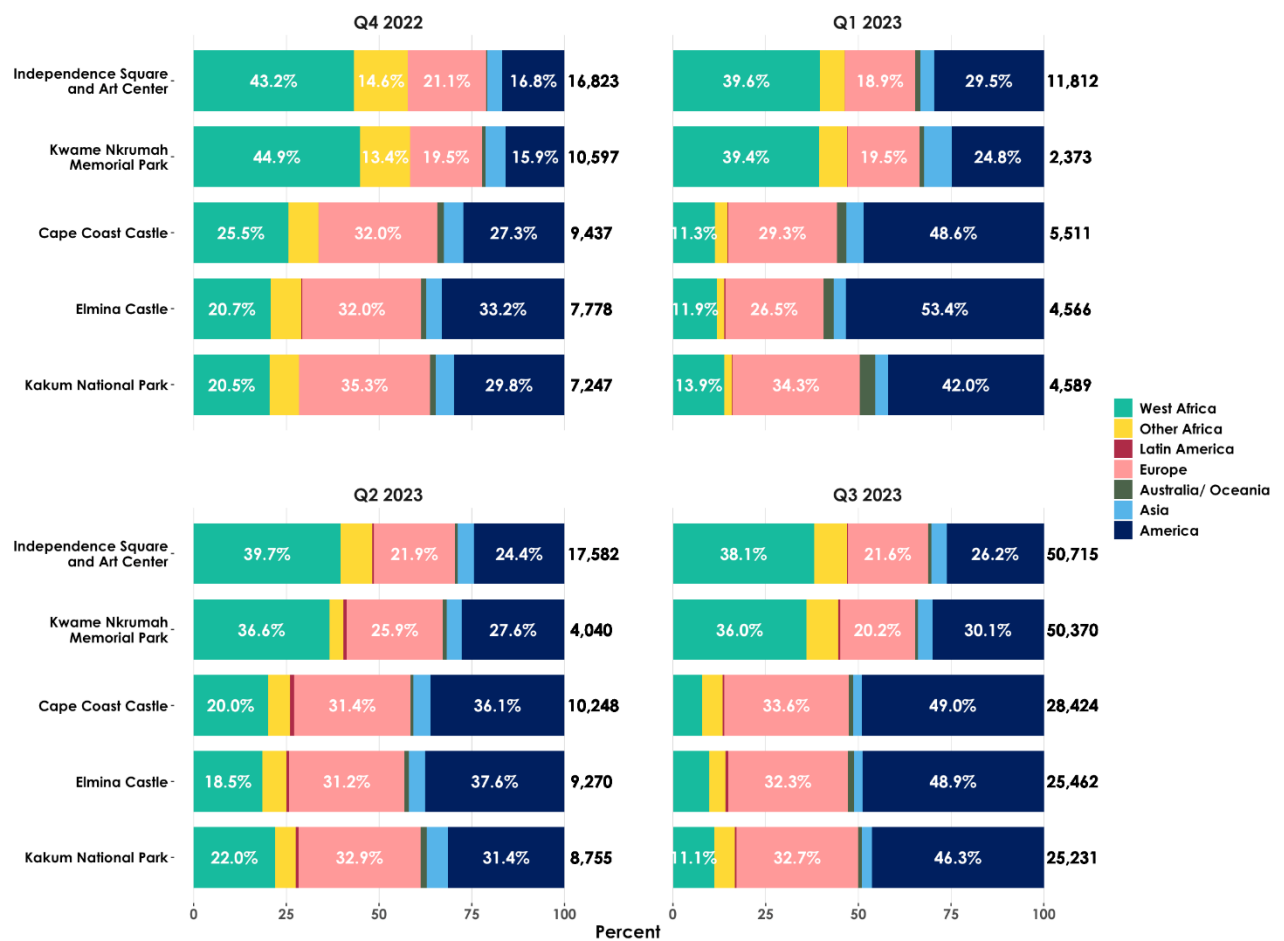 Q4 2022
Independence Square
and Art Center
43.2% 14.6% 21.1% 16.8% 16,823
Kwame Nkrumah
Memorial Park
44.9% 13.4% 19.5% 15.9% 10,597
Cape Coast Castle
25.5% 32.0% 27.3% 9,437
Elmina Castle
20.7% 32.0% 33.2% 7,778
Kakum National Park
20.5% 35.3% 29.8% 7,247
Q1 2023
39.6% 18.9% 29.5% 11,812
39.4% 19.5% 24.8% 2,373
11.3% 29.3% 48.6% 5,511
11.9% 26.5% 53.4% 4,566
13.9% 34.3% 42.0% 4,589
West Africa
Other Africa
Latin America
Europe
Australia/ Oceania
Asia
America
Q2 2023
Independence Square
and Art Center
39.7% 21.9% 24.4% 17,582
Kwame Nkrumah
Memorial Park
36.6% 25.9% 27.6% 4,040
Cape Coast Castle
20.0% 31.4% 36.1% 10,248
Elmina Castle
18.5% 31.2% 37.6% 9,270
Kakum National Park
22.0% 32.9% 31.4% 8,755
0 25 50 75 100
Q3 2023
38.1% 21.6% 26.2% 50,715
36.0% 20.2% 30.1% 50,370
33.6% 49.0% 28,424
32.3% 48.9% 25,462
11.1% 32.7% 46.3% 25,231
0 25 50 75 100
Percent